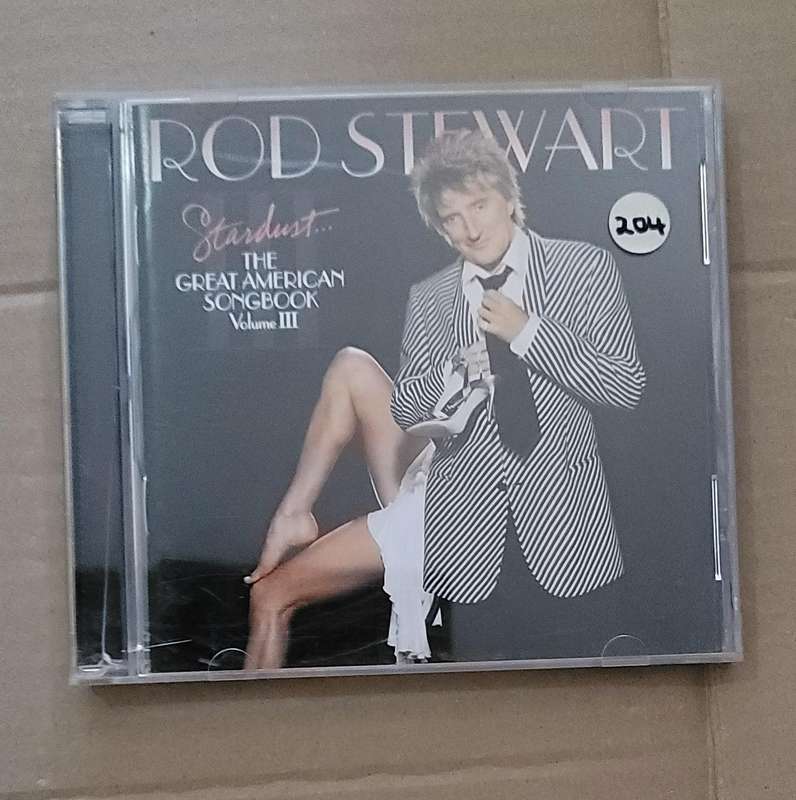 ROD STEWART
Stardust...
THE
GREAT AMERICAN
SONGBOOK
Volume III
204